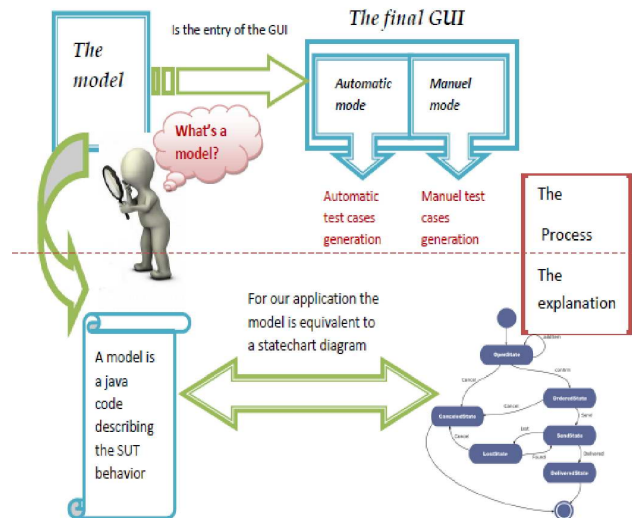 The final GUI
Is the entry of the GUI
The
model
Automatic
mode
Manuel
mode
What's a
model?
Automatic
test cases
generation
Manuel test
cases
generation
The
Process
The
explanation
For our application the
model is equivalent to
a statechart diagram
A model is
a java
code
describing
the SUT
behavior
OpenState
Cancel
Confirm
OrderedState
Cancel
Send
CanceledState
Lost
SendState
Cancel
LostState
Found
Delivered
DeliveredState